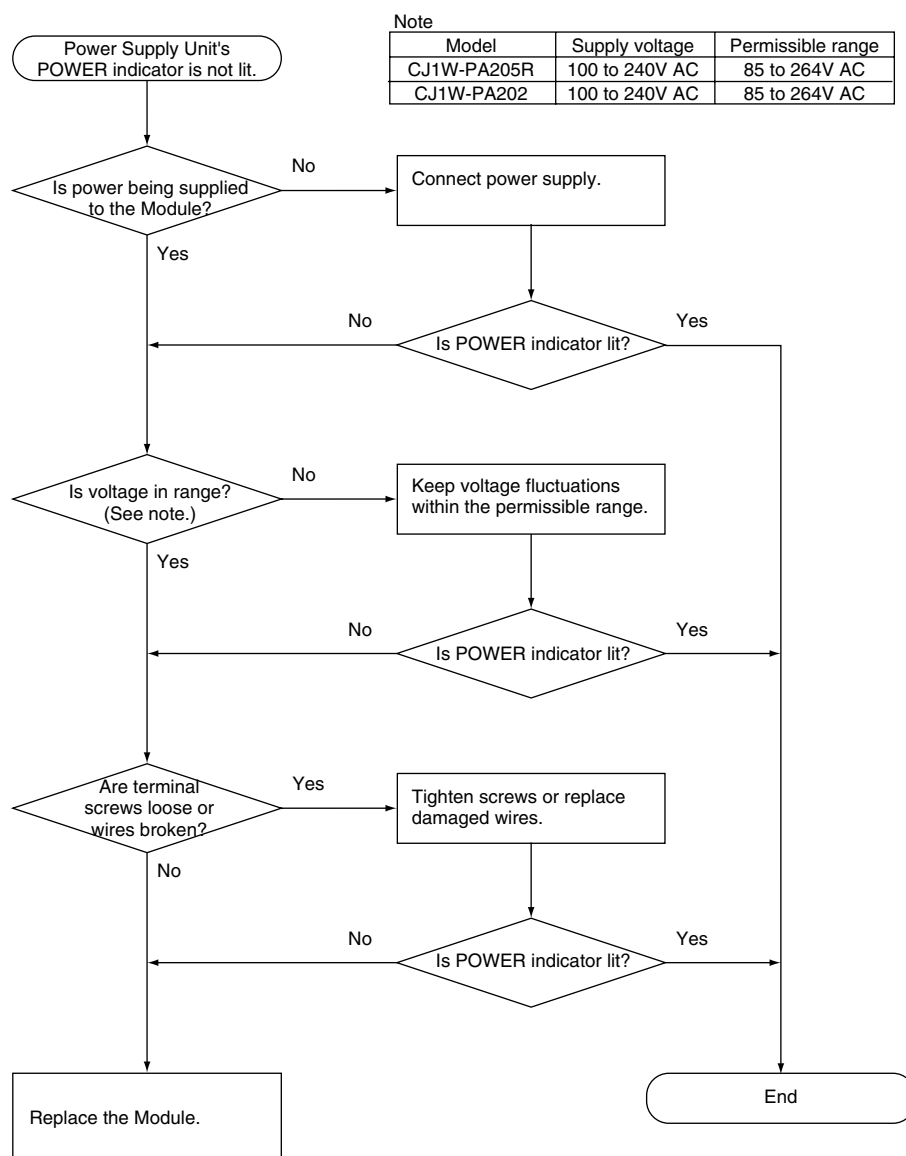 Note
Power Supply Unit's
POWER indicator is not lit.
Model Supply voltage Permissible range
CJ1W-PA205R 100 to 240V AC 85 to 264V AC
CJ1W-PA202 100 to 240V AC 85 to 264V AC
Is power being supplied
to the Module?
No
Connect power supply.
Yes
Is POWER indicator lit?
No
Yes
Is voltage in range?
(See note.)
No
Keep voltage fluctuations
within the permissible range.
Yes
Is POWER indicator lit?
No
Yes
Are terminal
screws loose or
wires broken?
Yes
Tighten screws or replace
damaged wires.
No
Is POWER indicator lit?
No
Yes
Replace the Module.
End